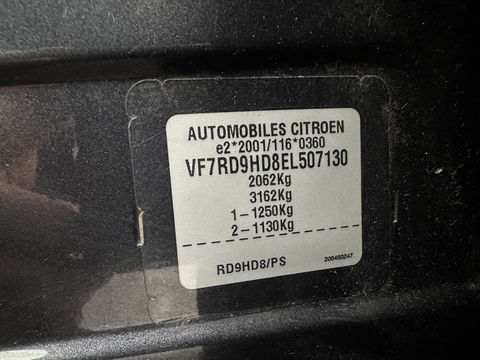 AUTOMOBILES CITROEN
e2*2001/116*0360
VF7RD9HD8EL507130
2062Kg
3162Kg
1-1250Kg
2-1130Kg
RD9HD8/PS
200450247